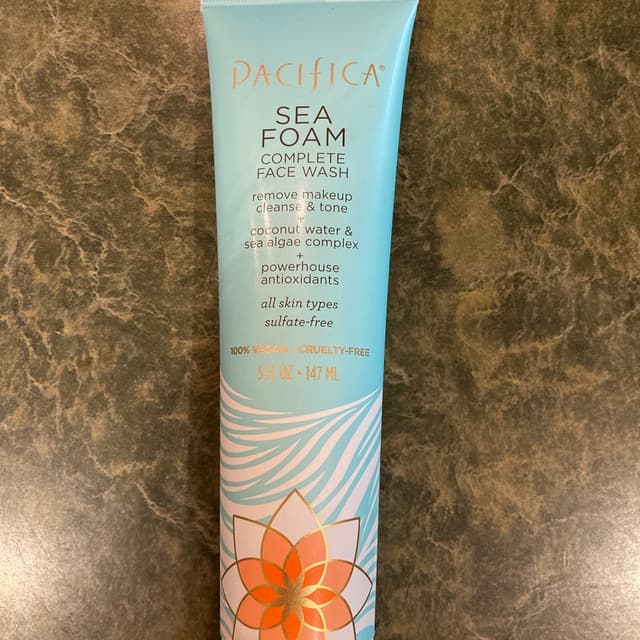 PACIFICA®
SEA
FOAM
COMPLETE
FACE WASH
remove makeup
cleanse & tone
+
coconut water &
sea algae complex
+
powerhouse
antioxidants
all skin types
sulfate-free
100% VEGAN • CRUELTY-FREE
5 FL OZ • 147 ML